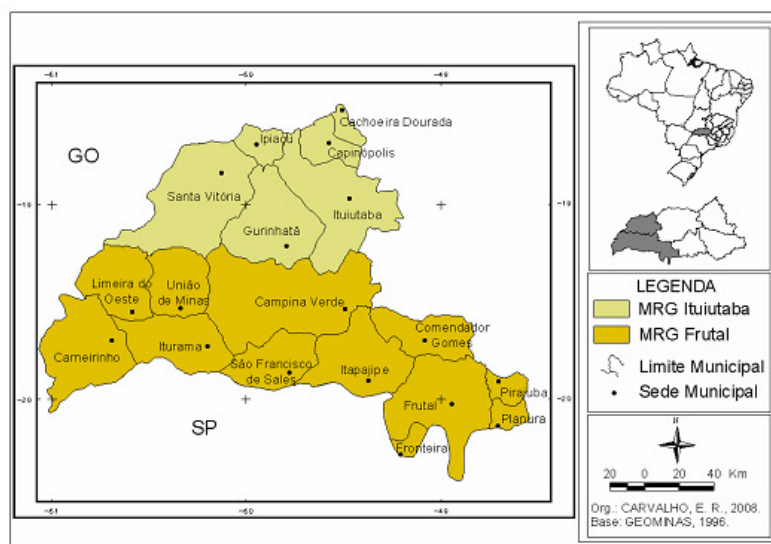 -51
-50
-49
GO
Cachoeira Dourada
Ipiaçu
Capinópolis
Santa Vitória
-19
-19
Ituiutaba
Gurinhatã
Limeira do
Oeste
União
de Minas
Campina Verde
Comendador
Gomes
Carneirinho
Iturama
São Francisco
de Sales
Itapajipe
Pirajuba
Frutal
-20
-20
Planura
SP
Fronteira
-51
-50
-49
LEGENDA
MRG Ituiutaba
MRG Frutal
Limite Municipal
Sede Municipal
N
20 0 20 40 Km
Org.: CARVALHO, E. R., 2008.
Base: GEOMINAS, 1996.